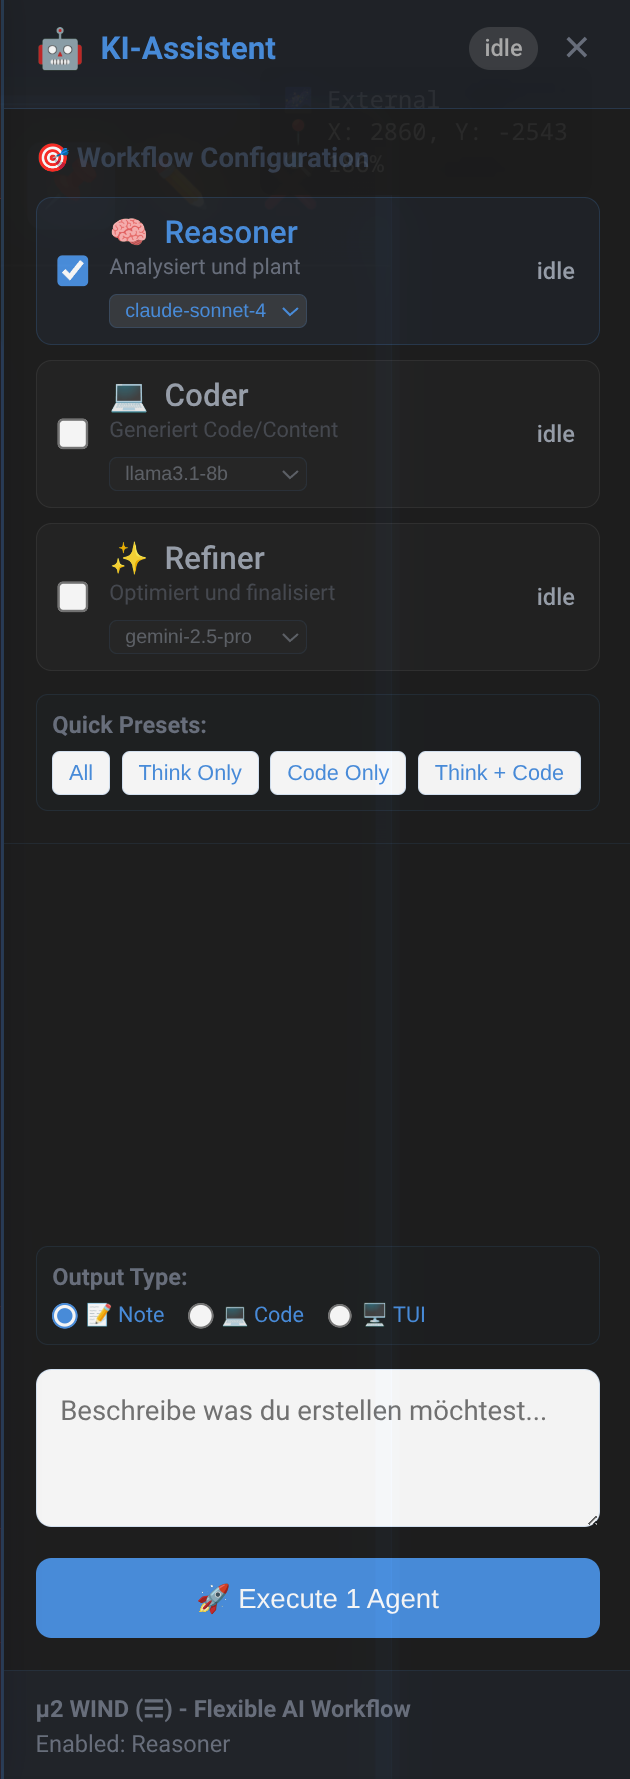 KI-Assistent
idle
External
X: 2860, Y: -2543
Workflow Configuration
Reasoner
Analysiert und plant
claude-sonnet-4
idle
Coder
Generiert Code/Content
llama3.1-8b
idle
Refiner
Optimiert und finalisiert
gemini-2.5-pro
idle
Quick Presets:
All Think Only Code Only Think + Code
Output Type:
Note Code TUI
Beschreibe was du erstellen möchtest...
Execute 1 Agent
µ2 WIND (☴) - Flexible AI Workflow
Enabled: Reasoner